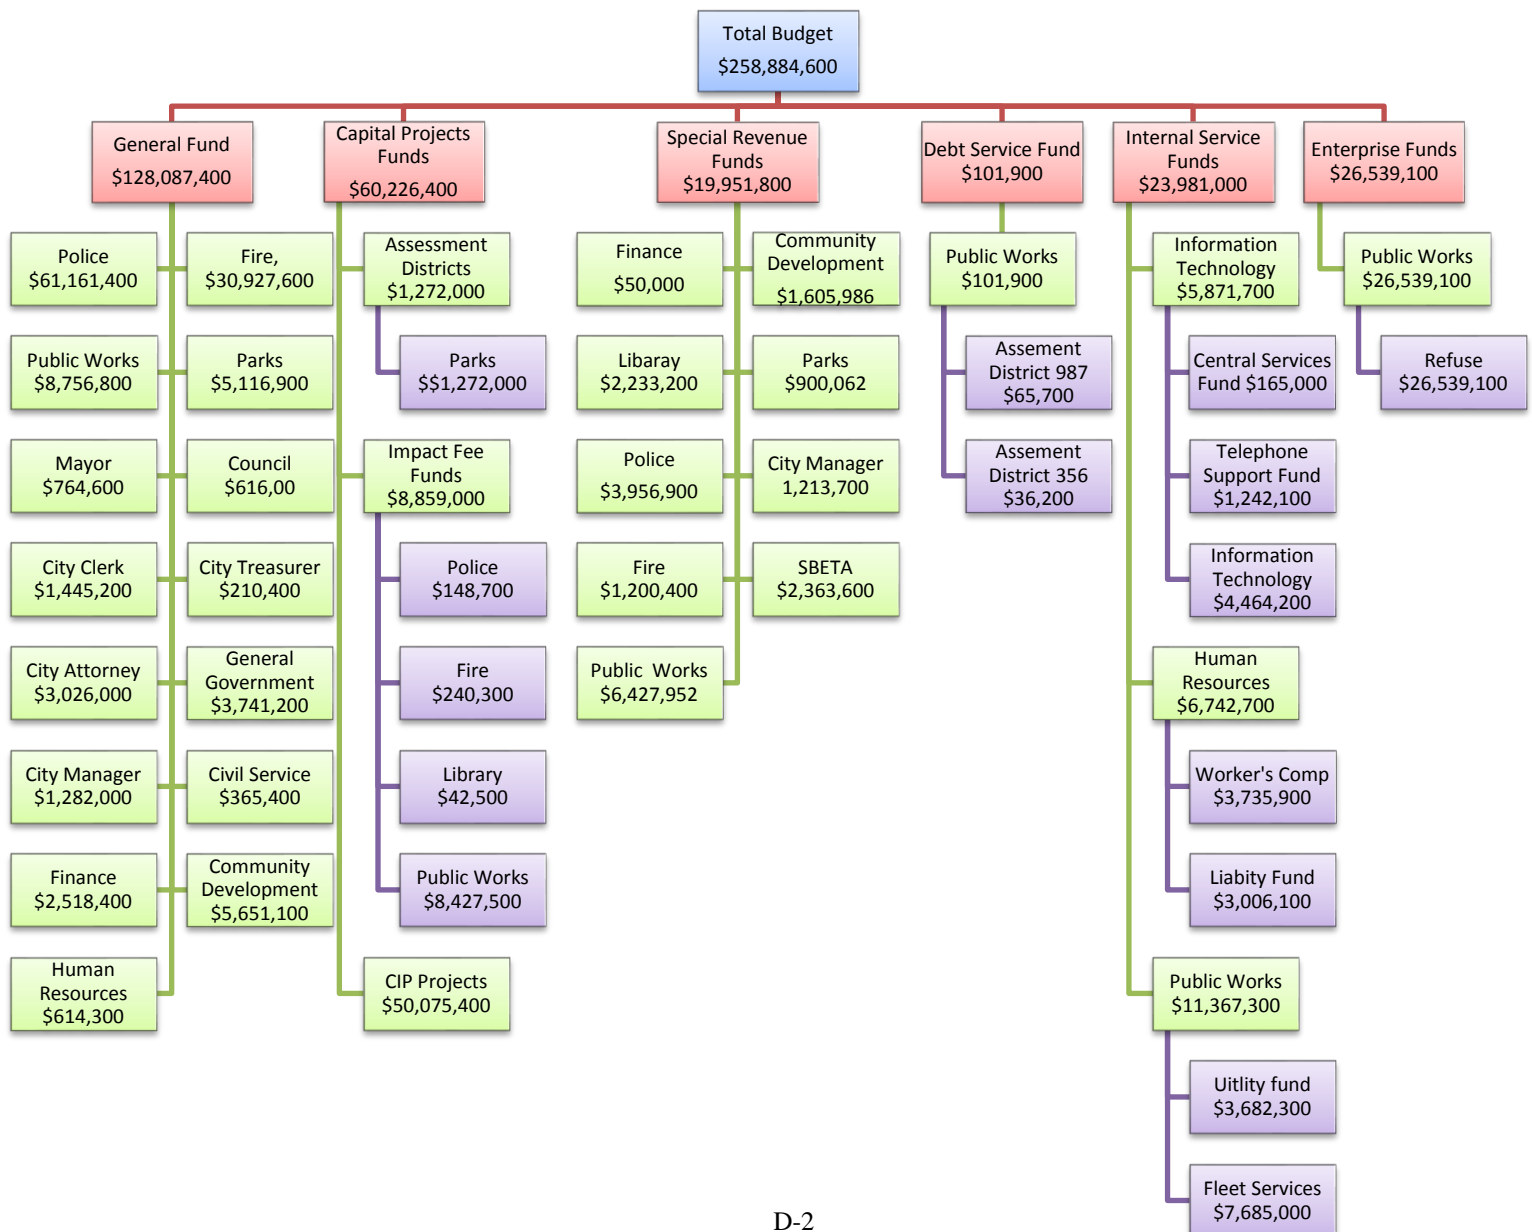 Total Budget
$258,884,600
General Fund
$128,087,400
Capital Projects
Funds
$60,226,400
Special Revenue
Funds
$19,951,800
Debt Service Fund
$101,900
Internal Service
Funds
$23,981,000
Enterprise Funds
$26,539,100
Police
$61,161,400
Fire,
$30,927,600
Public Works
$8,756,800
Parks
$5,116,900
Mayor
$764,600
Council
$616,00
City Clerk
$1,445,200
City Treasurer
$210,400
City Attorney
$3,026,000
General
Government
$3,741,200
City Manager
$1,282,000
Civil Service
$365,400
Finance
$2,518,400
Community
Development
$5,651,100
Human
Resources
$614,300
Assessment
Districts
$1,272,000
Parks
$$1,272,000
Impact Fee
Funds
$8,859,000
Police
$148,700
Fire
$240,300
Library
$42,500
Public Works
$8,427,500
CIP Projects
$50,075,400
Finance
$50,000
Community
Development
$1,605,986
Libaray
$2,233,200
Parks
$900,062
Police
$3,956,900
City Manager
1,213,700
Fire
$1,200,400
SBETA
$2,363,600
Public  Works
$6,427,952
Public Works
$101,900
Assement
District 987
$65,700
Assement
District 356
$36,200
Information
Technology
$5,871,700
Central Services
Fund $165,000
Telephone
Support Fund
$1,242,100
Information
Technology
$4,464,200
Human
Resources
$6,742,700
Worker's Comp
$3,735,900
Liabity Fund
$3,006,100
Public Works
$11,367,300
Uitlity fund
$3,682,300
Fleet Services
$7,685,000
Public Works
$26,539,100
Refuse
$26,539,100
D-2